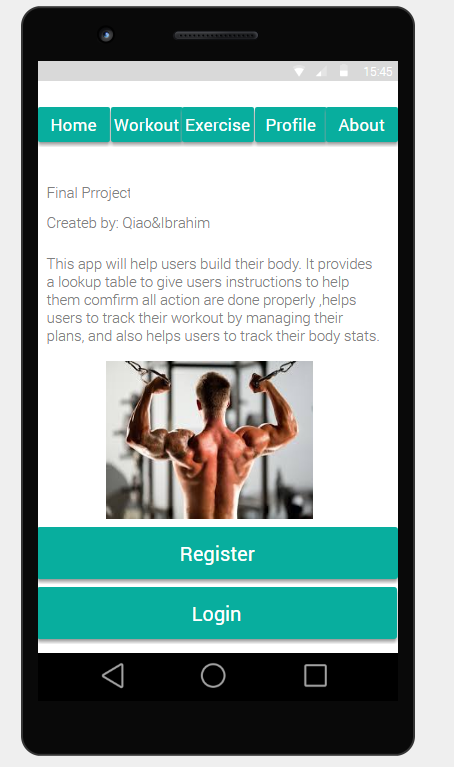 15:45
Home Workout Exercise Profile About
Final Prroject
Createb by: Qiao&Ibrahim
This app will help users build their body. It provides
a lookup table to give users instructions to help
them comfirm all action are done properly ,helps
users to track their workout by managing their
plans, and also helps users to track their body stats.
Register
Login